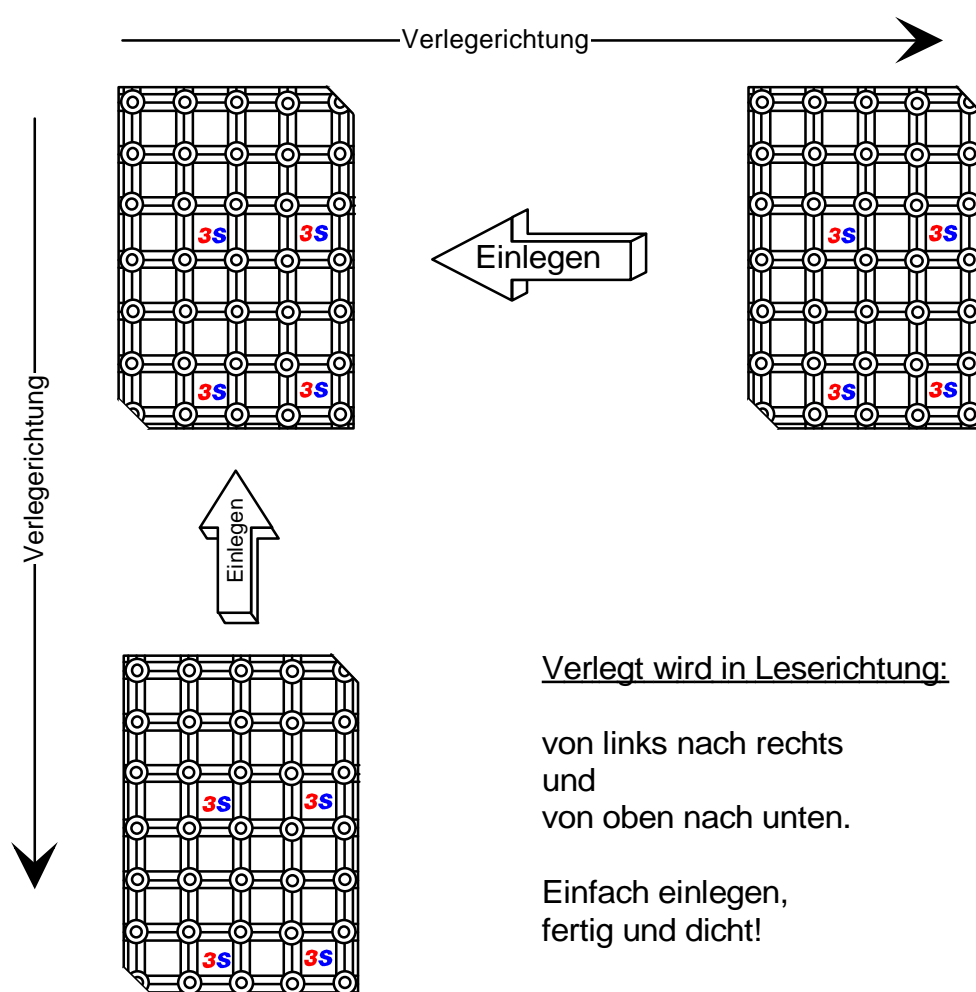 Verlegerichtung
3S 3S
3S 3S
Einlegen
3S 3S
3S 3S
Verlegerichtung
Einlegen
3S 3S
3S 3S
Verlegt wird in Leserichtung:
von links nach rechts
und
von oben nach unten.
Einfach einlegen,
fertig und dicht!